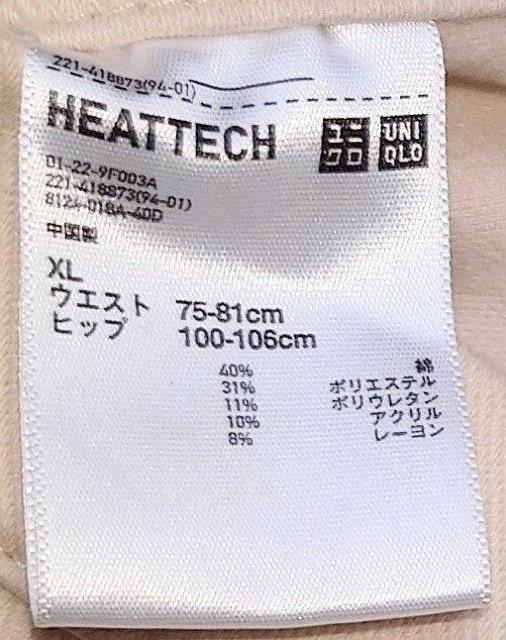 221-418873(94-01)
HEATTECH
ユニ
クロ
UNI
QLO
01-22-9F003A
221-418873(94-01)
812A-018A-40D
中国製
XL
ウエスト 75-81cm
ヒップ 100-106cm
40% 綿
31% ポリエステル
11% ポリウレタン
10% アクリル
8% レーヨン